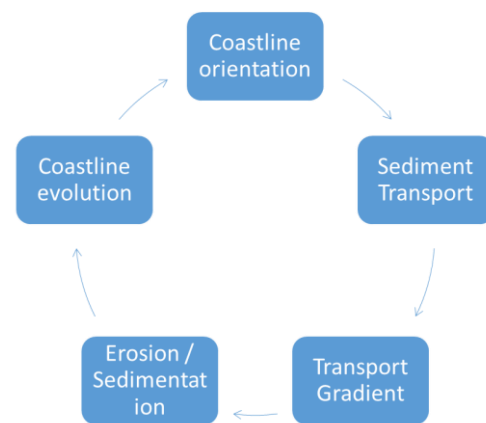 Coastline
orientation
Sediment
Transport
Transport
Gradient
Erosion /
Sedimentat
ion
Coastline
evolution